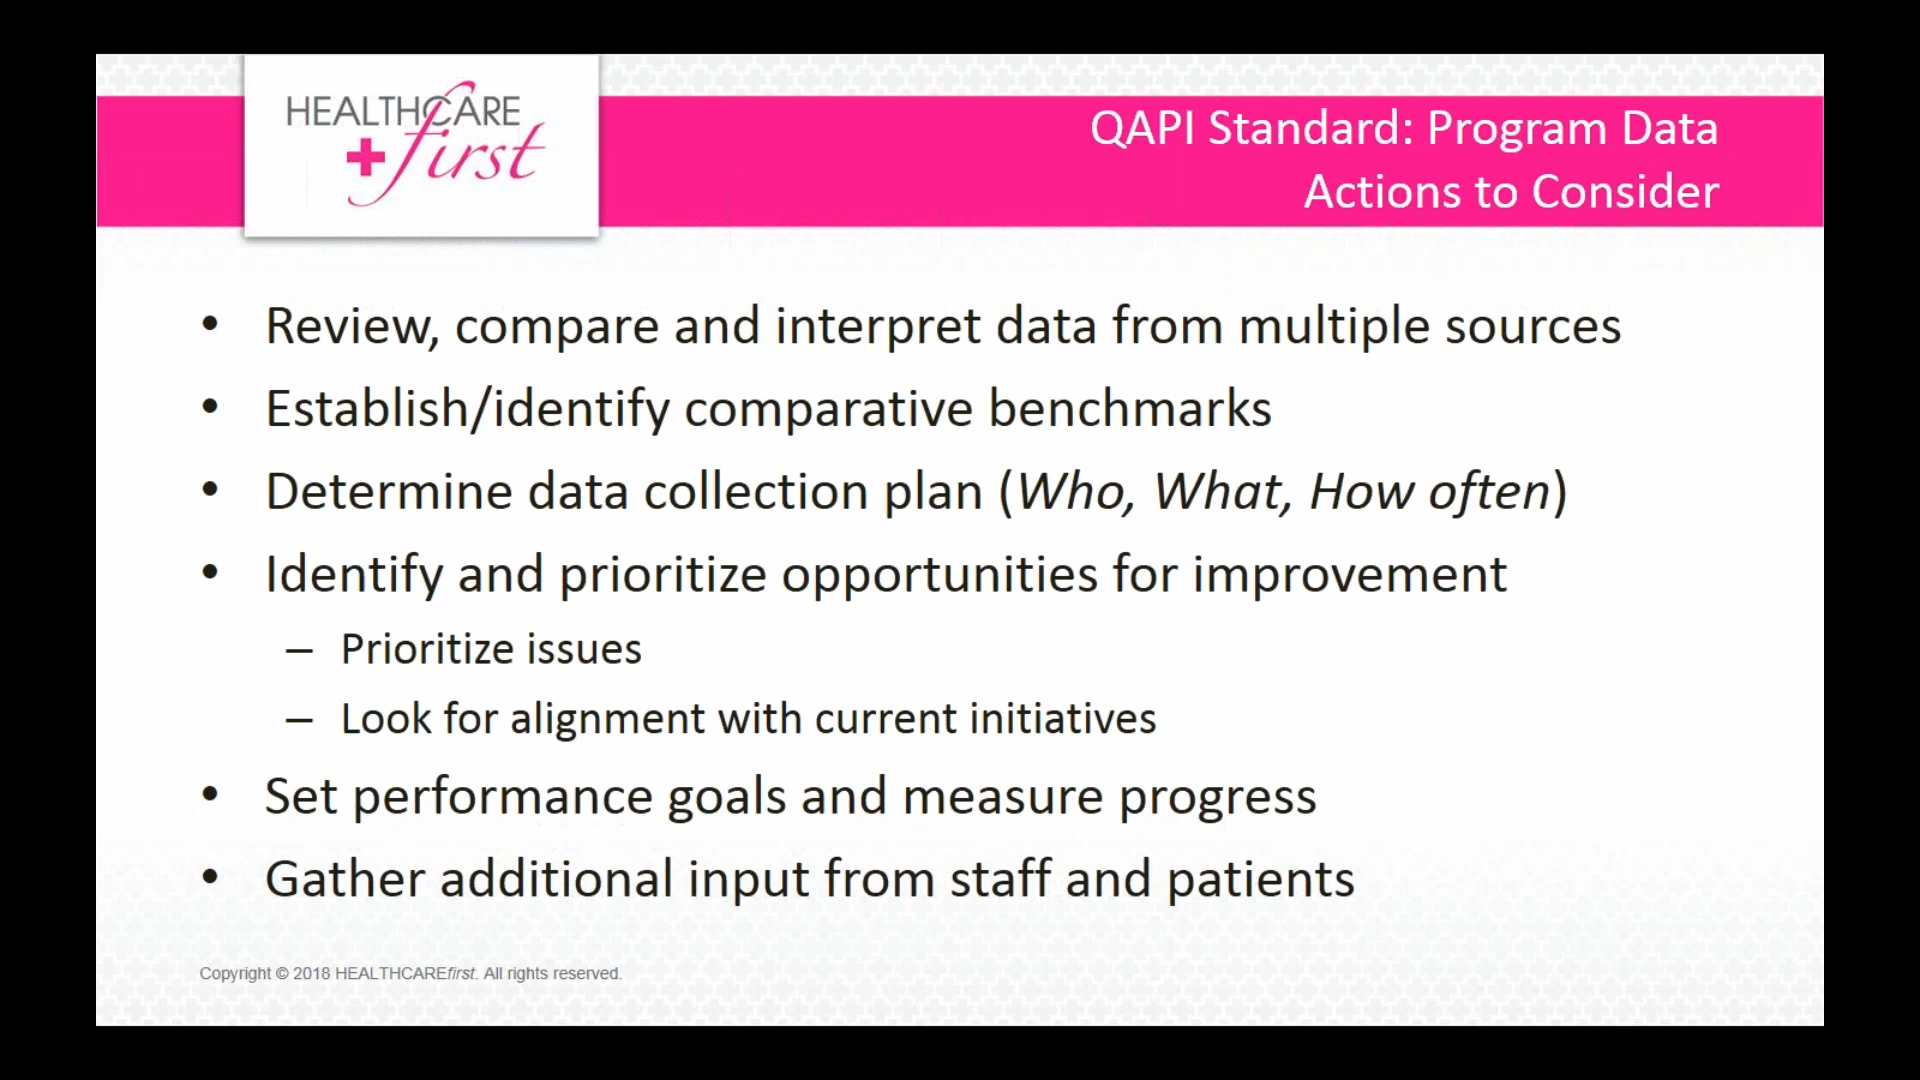 HEALTHCARE
first
QAPI Standard: Program Data
Actions to Consider
• Review, compare and interpret data from multiple sources
• Establish/identify comparative benchmarks
• Determine data collection plan (Who, What, How often)
• Identify and prioritize opportunities for improvement
– Prioritize issues
– Look for alignment with current initiatives
• Set performance goals and measure progress
• Gather additional input from staff and patients
Copyright © 2018 HEALTHCAREfirst. All rights reserved.